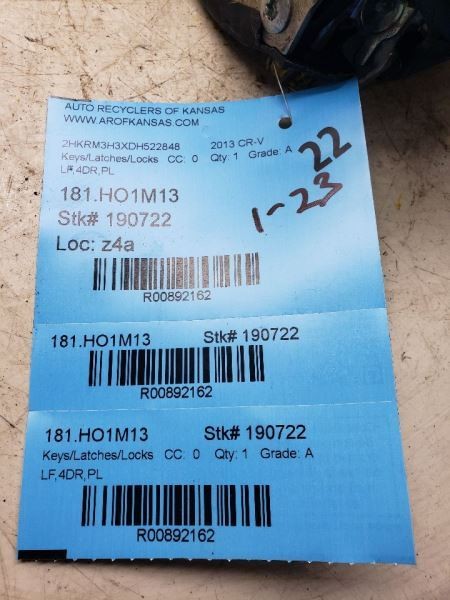 AUTO RECYCLERS OF KANSAS
WWW.AROFKANSAS.COM
2HKRM3H3XDH522848 2013 CR-V
Keys/Latches/Locks CC: 0 Qty: 1 Grade: A
LF,4DR,PL
22
181.HO1M13
1-23
Stk# 190722
Loc: z4a
R00892162
181.HO1M13 Stk# 190722
R00892162
181.HO1M13 Stk# 190722
Keys/Latches/Locks CC: 0 Qty: 1 Grade: A
LF,4DR,PL
R00892162